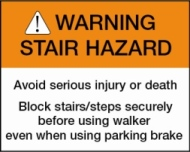 WARNING
STAIR HAZARD
Avoid serious injury or death
Block stairs/steps securely
before using walker
even when using parking brake